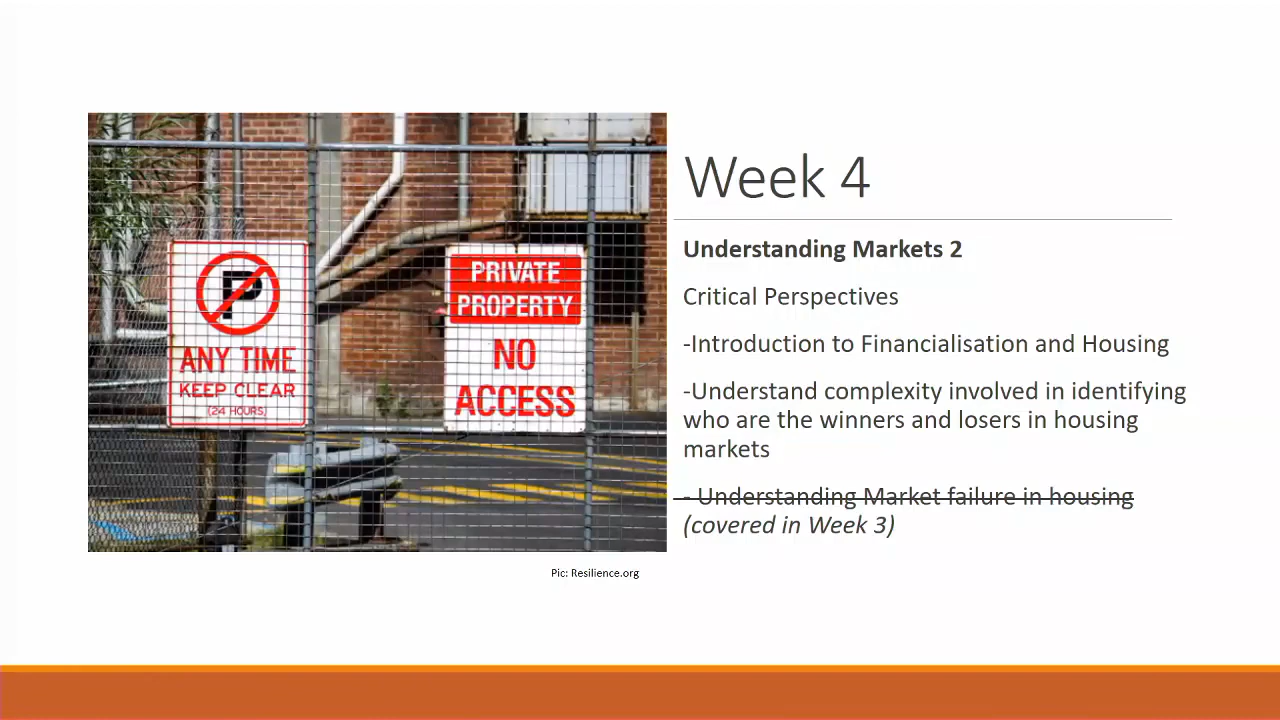 P
ANY TIME
KEEP CLEAR
(24 HOURS)
PRIVATE
PROPERTY
NO
ACCESS
Pic: Resilience.org
Week 4
Understanding Markets 2
Critical Perspectives
-Introduction to Financialisation and Housing
-Understand complexity involved in identifying
who are the winners and losers in housing
markets
- Understanding Market failure in housing
(covered in Week 3)